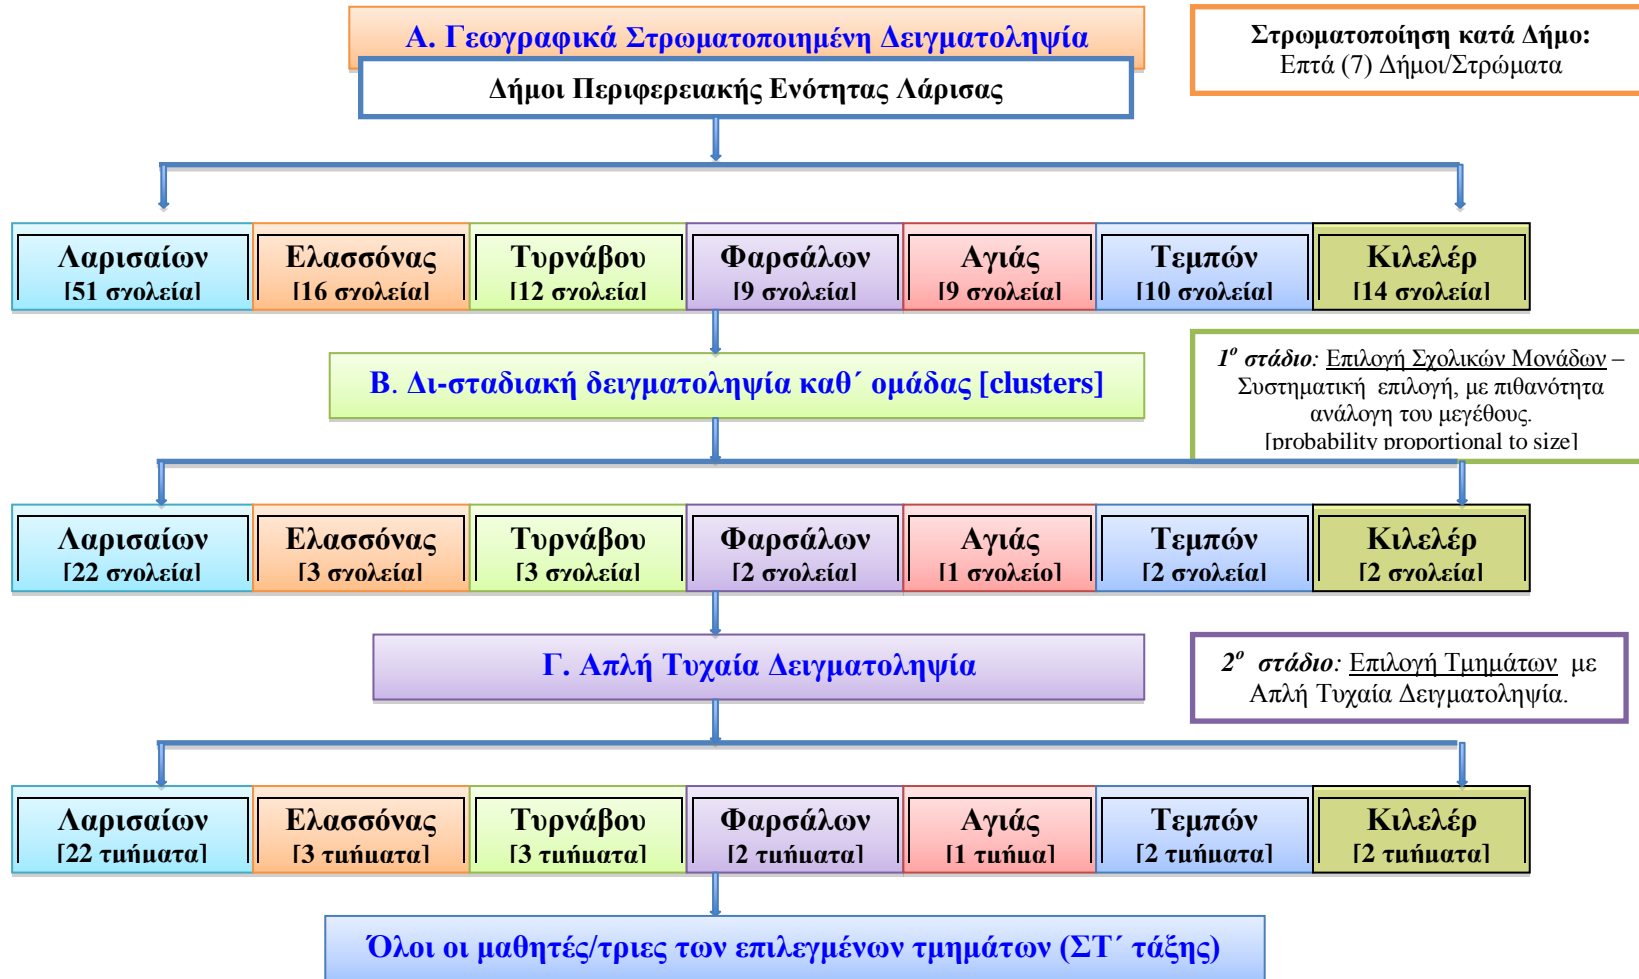 Α. Γεωγραφικά Στρωματοποιημένη Δειγματοληψία
Δήμοι Περιφερειακής Ενότητας Λάρισας
Στρωματοποίηση κατά Δήμο:
Επτά (7) Δήμοι/Στρώματα
Λαρισαίων
[51 σχολεία]
Ελασσόνας
[16 σχολεία]
Τυρνάβου
[12 σχολεία]
Φαρσάλων
[9 σχολεία]
Αγιάς
[9 σχολεία]
Τεμπών
[10 σχολεία]
Κιλελέρ
[14 σχολεία]
Β. Δι-σταδιακή δειγματοληψία καθ΄ ομάδας [clusters]
1ο στάδιο: Επιλογή Σχολικών Μονάδων –
Συστηματική επιλογή, με πιθανότητα
ανάλογη του μεγέθους.
[probability proportional to size]
Λαρισαίων
[22 σχολεία]
Ελασσόνας
[3 σχολεία]
Τυρνάβου
[3 σχολεία]
Φαρσάλων
[2 σχολεία]
Αγιάς
[1 σχολείο]
Τεμπών
[2 σχολεία]
Κιλελέρ
[2 σχολεία]
Γ. Απλή Τυχαία Δειγματοληψία
2ο στάδιο: Επιλογή Τμημάτων με
Απλή Τυχαία Δειγματοληψία.
Λαρισαίων
[22 τμήματα]
Ελασσόνας
[3 τμήματα]
Τυρνάβου
[3 τμήματα]
Φαρσάλων
[2 τμήματα]
Αγιάς
[1 τμήμα]
Τεμπών
[2 τμήματα]
Κιλελέρ
[2 τμήματα]
Όλοι οι μαθητές/τριες των επιλεγμένων τμημάτων (ΣΤ΄ τάξης)